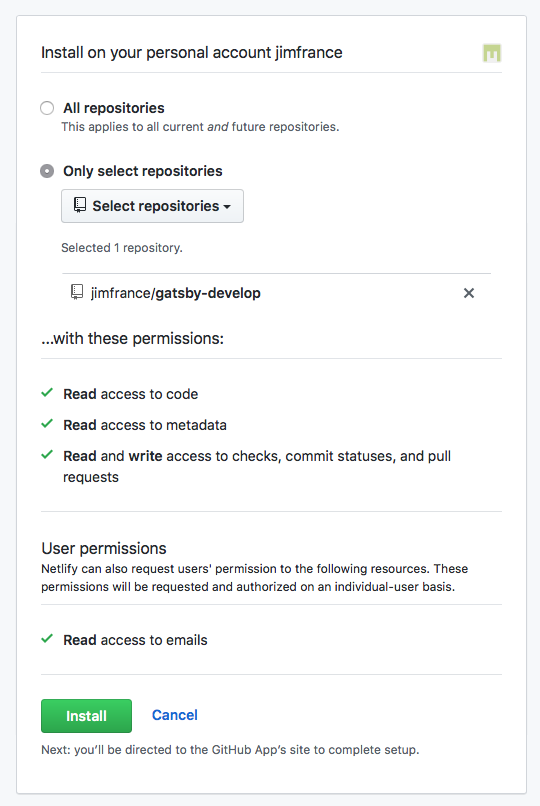 Install on your personal account jimfrance
All repositories
This applies to all current and future repositories.
Only select repositories
Select repositories
Selected 1 repository.
jimfrance/gatsby-develop
...with these permissions:
Read access to code
Read access to metadata
Read and write access to checks, commit statuses, and pull
requests
User permissions
Netlify can also request users' permission to the following resources. These
permissions will be requested and authorized on an individual-user basis.
Read access to emails
Install Cancel
Next: you’ll be directed to the GitHub App’s site to complete setup.